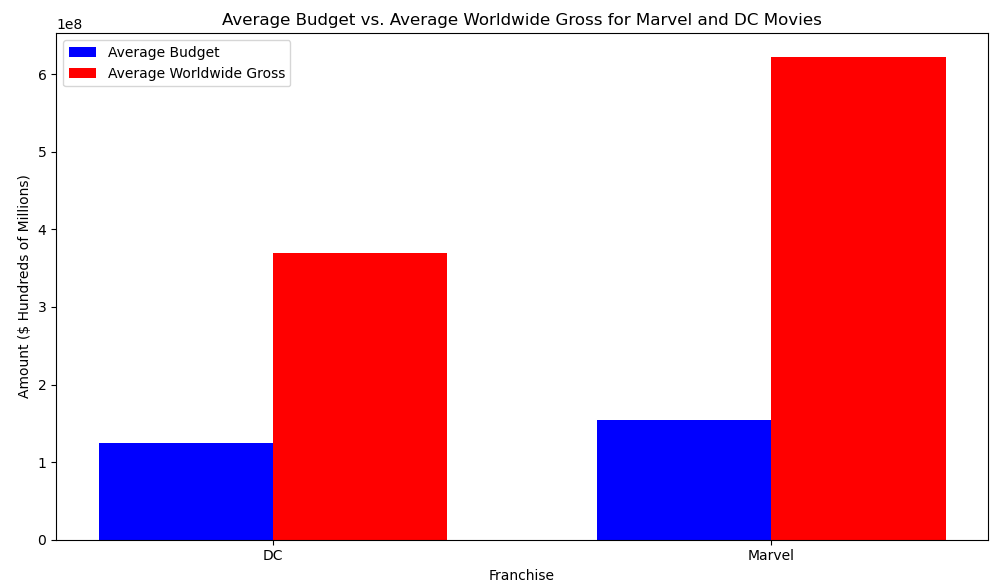 Average Budget vs. Average Worldwide Gross for Marvel and DC Movies
1e8
Average Budget
Average Worldwide Gross
6
5
4
3
2
1
0
Amount ($ Hundreds of Millions)
DC
Marvel
Franchise